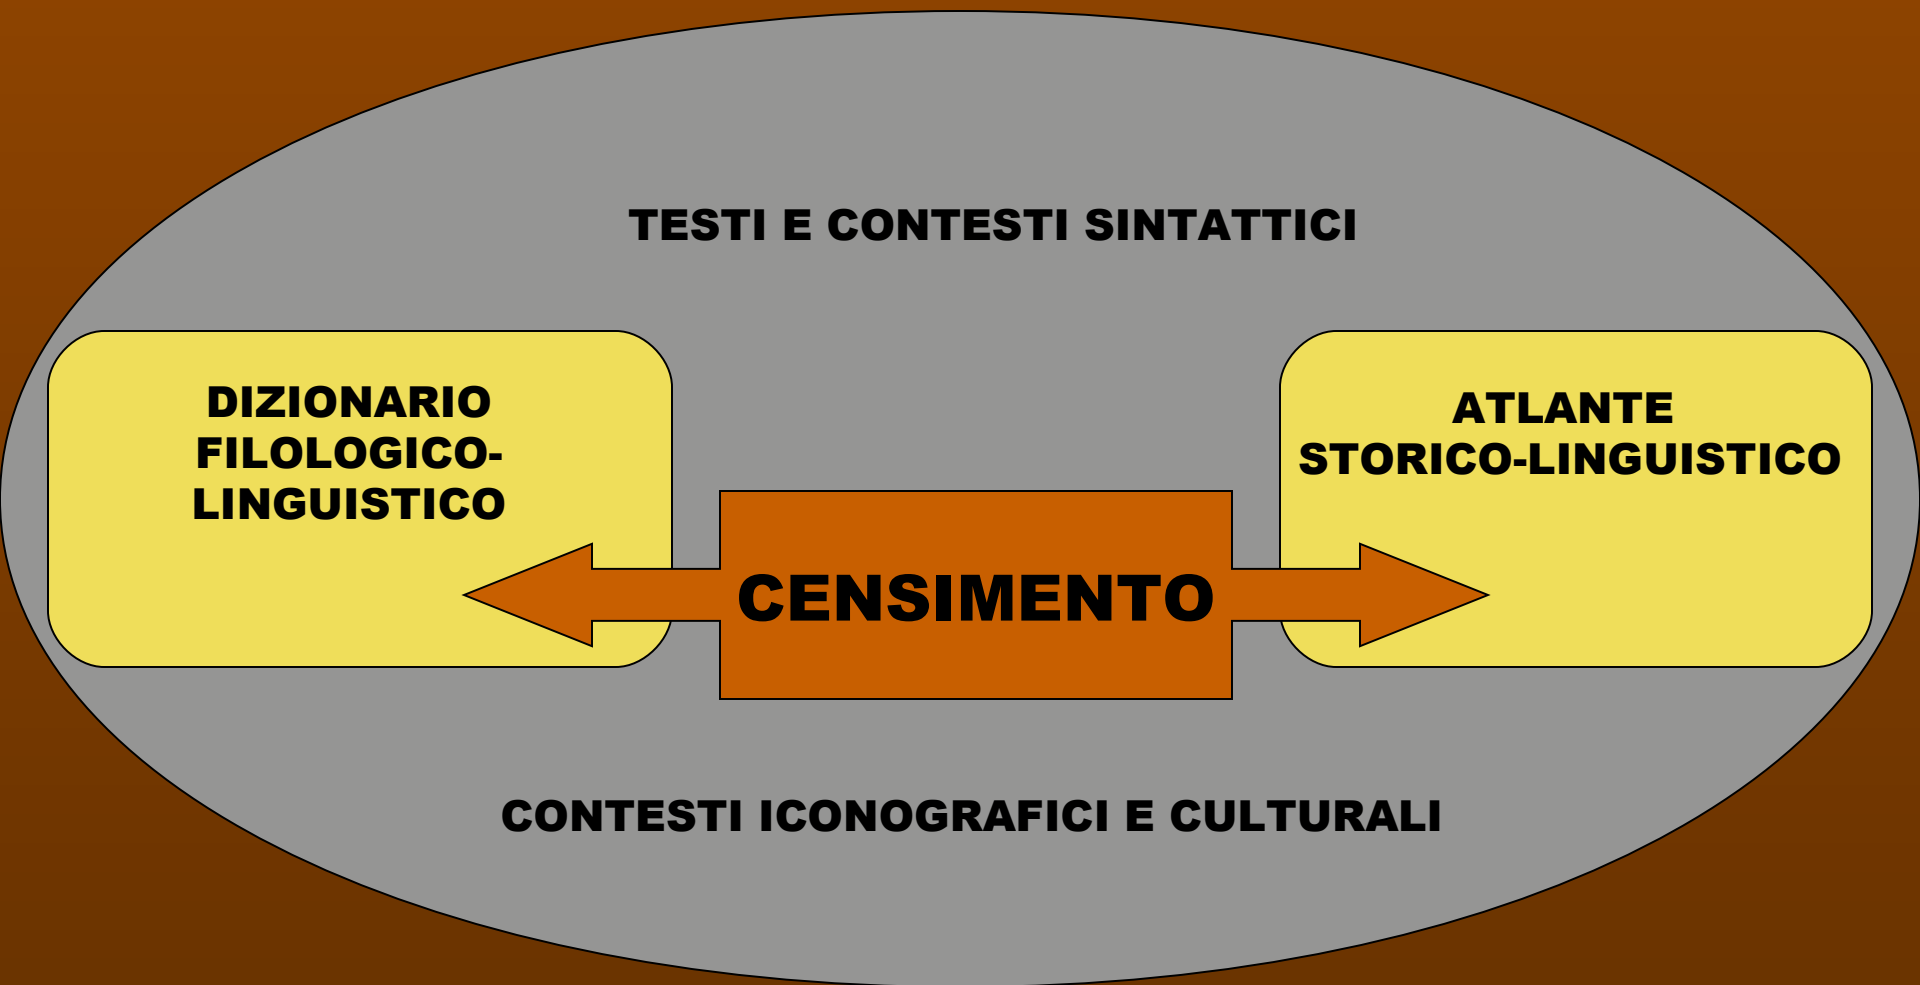 TESTI E CONTESTI SINTATTICI
DIZIONARIO
FILOLOGICO-
LINGUISTICO
ATLANTE
STORICO-LINGUISTICO
CENSIMENTO
CONTESTI ICONOGRAFICI E CULTURALI